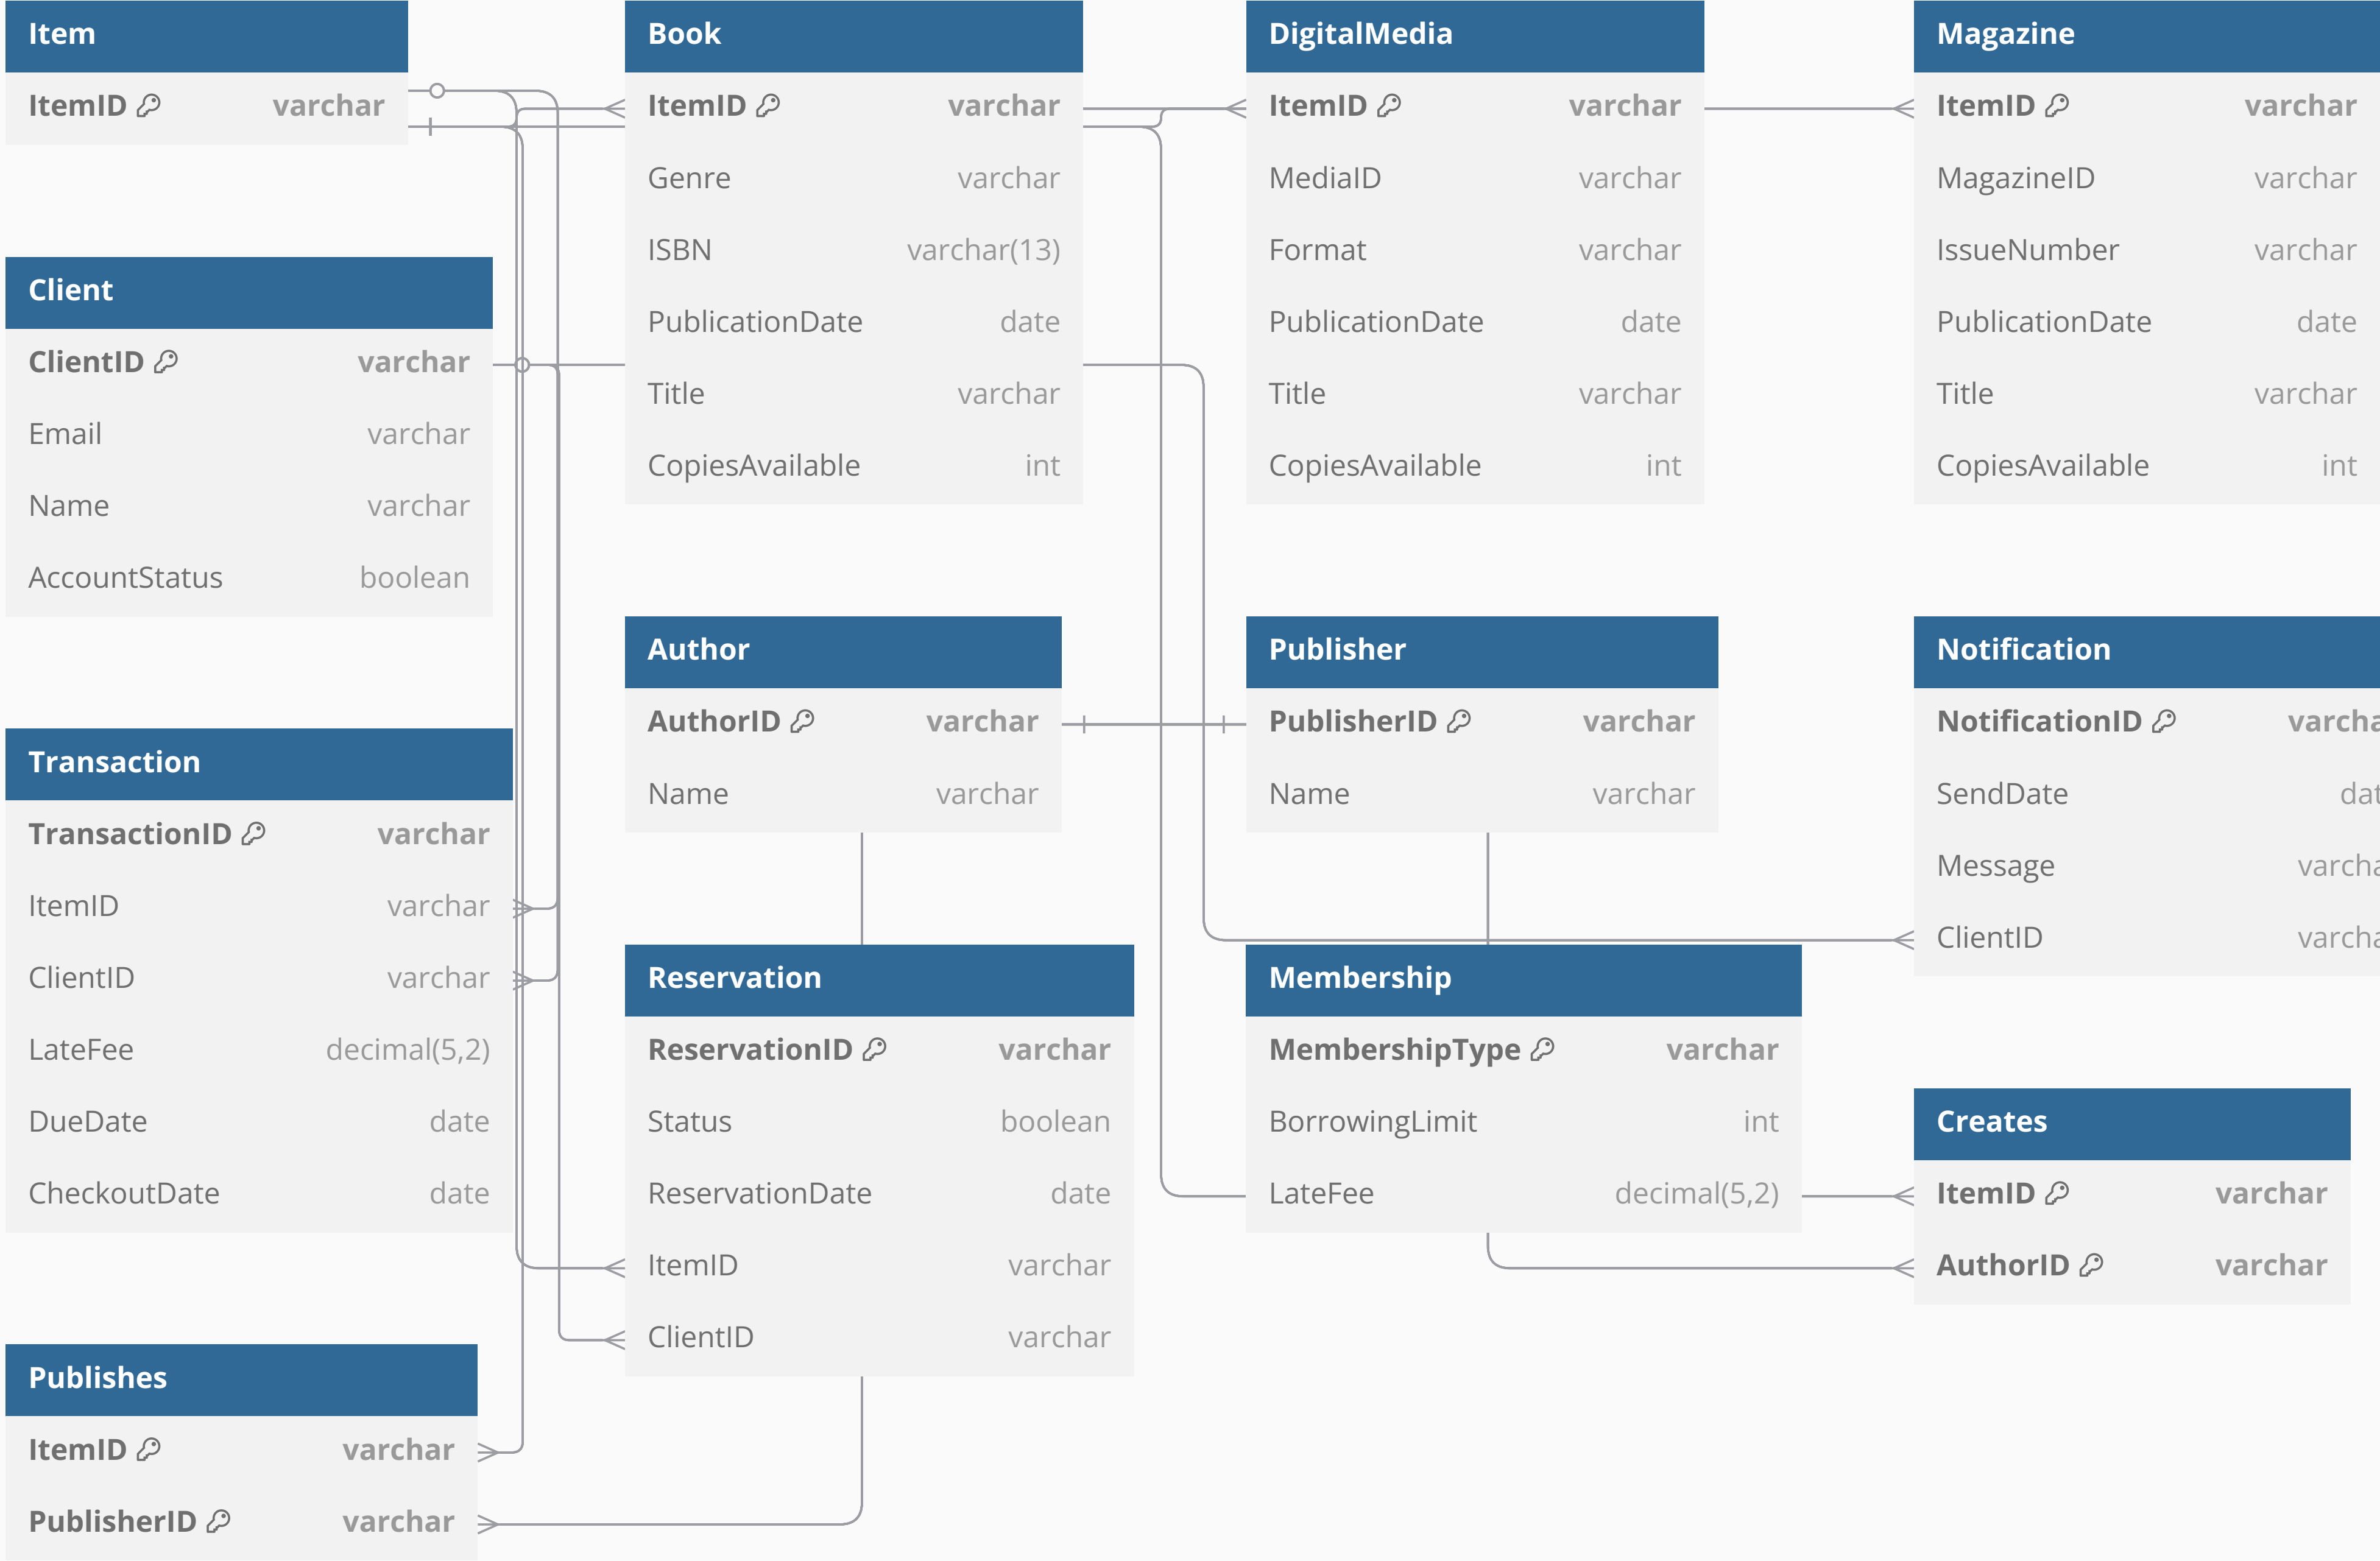 Item
ItemID varchar
Client
ClientID varchar
Email varchar
Name varchar
AccountStatus boolean
Transaction
TransactionID varchar
ItemID varchar
ClientID varchar
LateFee decimal(5,2)
DueDate date
CheckoutDate date
Publishes
ItemID varchar
PublisherID varchar
Book
ItemID varchar
Genre varchar
ISBN varchar(13)
PublicationDate date
Title varchar
CopiesAvailable int
Author
AuthorID varchar
Name varchar
Reservation
ReservationID varchar
Status boolean
ReservationDate date
ItemID varchar
ClientID varchar
DigitalMedia
ItemID varchar
MediaID varchar
Format varchar
PublicationDate date
Title varchar
CopiesAvailable int
Publisher
PublisherID varchar
Name varchar
Membership
MembershipType varchar
BorrowingLimit int
LateFee decimal(5,2)
Magazine
ItemID varchar
MagazineID varchar
IssueNumber varchar
PublicationDate date
Title varchar
CopiesAvailable int
Notification
NotificationID
SendDate
Message
ClientID
Creates
ItemID varchar
AuthorID varchar